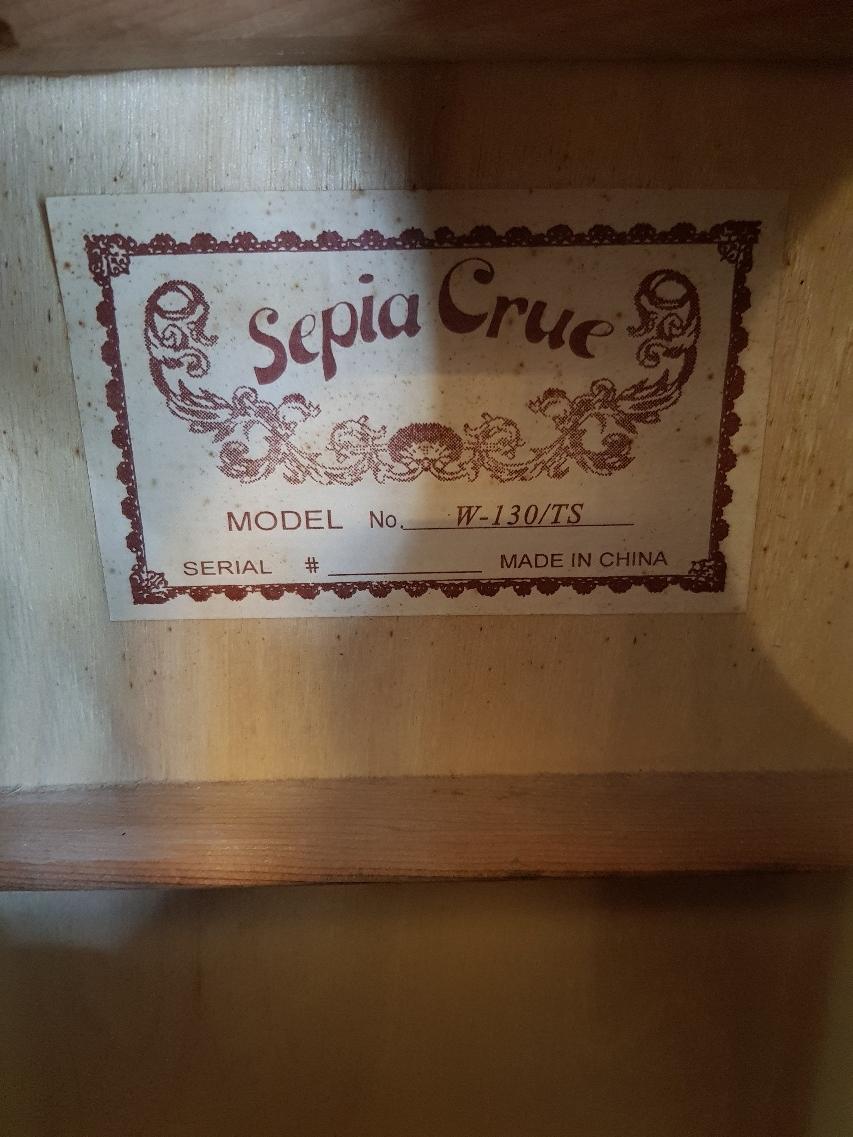 Sepia Crue
MODEL No. W-130/TS
SERIAL # MADE IN CHINA